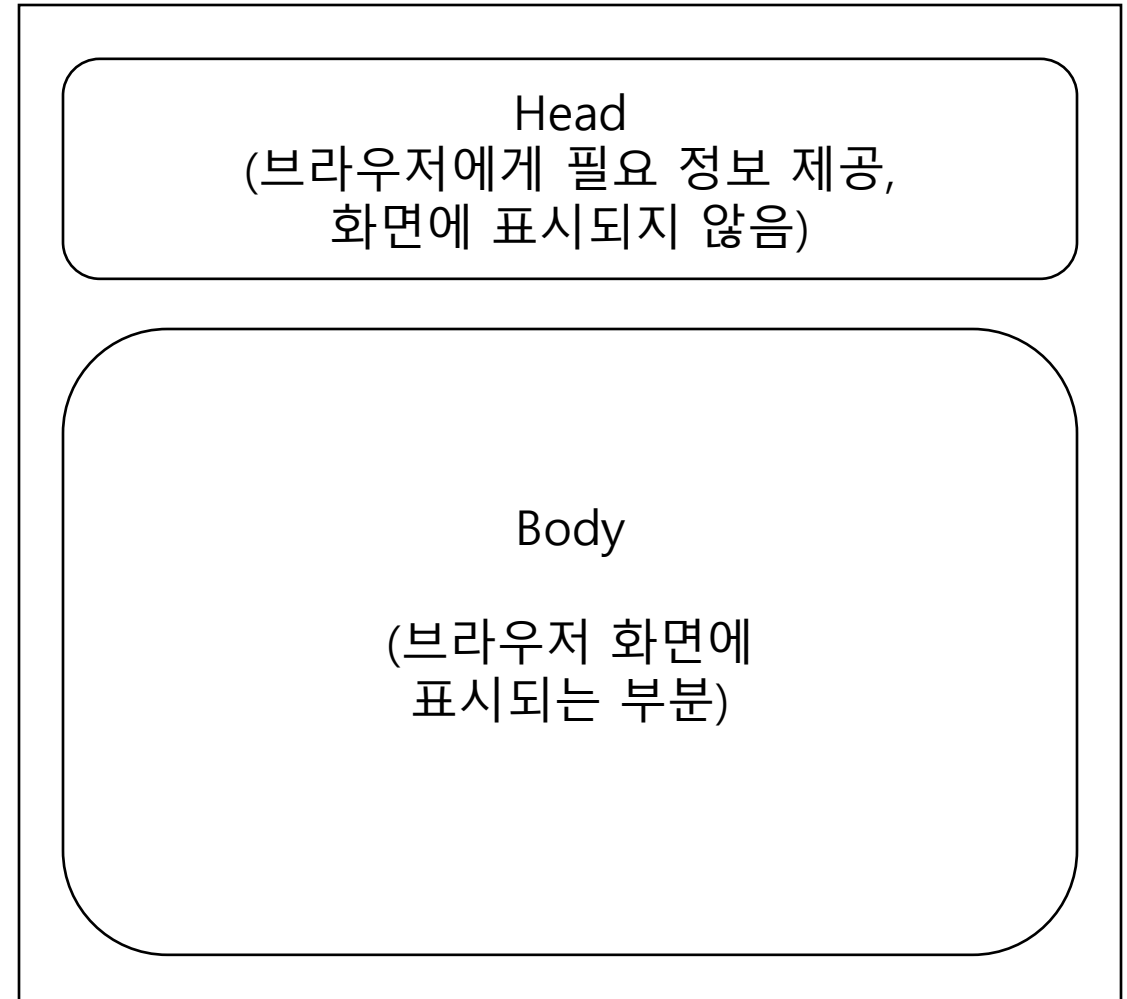 Head
(브라우저에게 필요 정보 제공,
화면에 표시되지 않음)
Body
(브라우저 화면에
표시되는 부분)